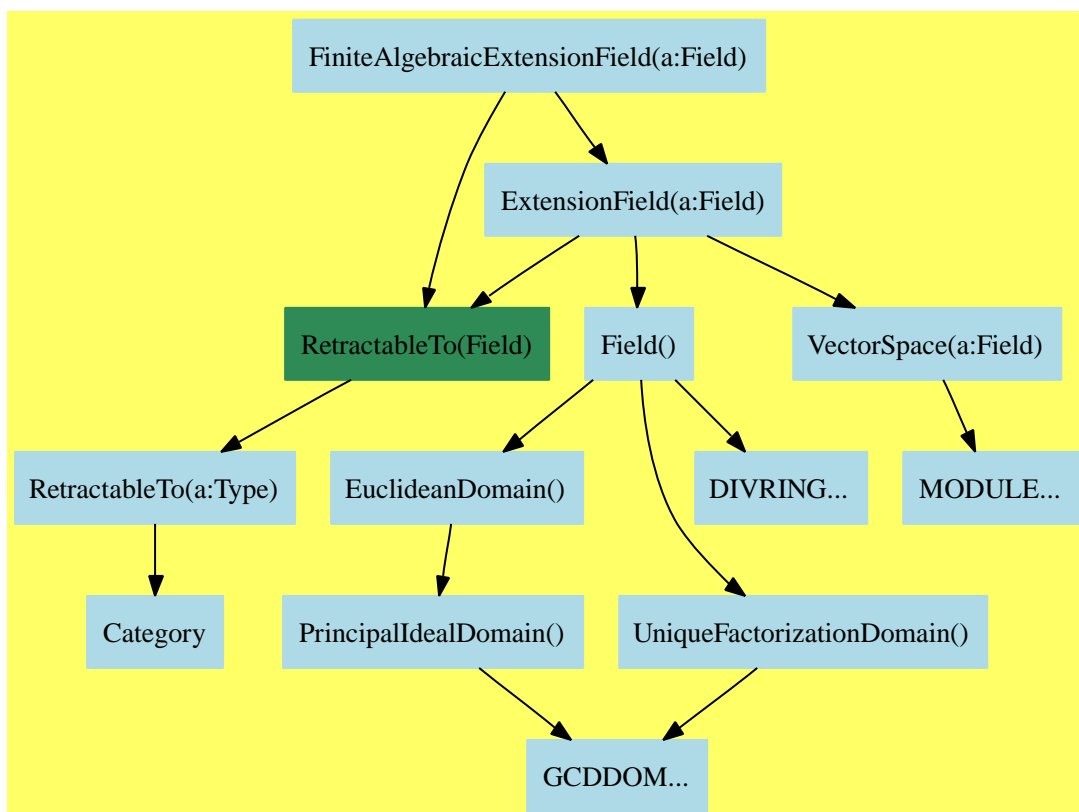 FiniteAlgebraicExtensionField(a:Field)
ExtensionField(a:Field)
RetractableTo(Field)
Field()
VectorSpace(a:Field)
RetractableTo(a:Type)
EuclideanDomain()
DIVRING...
MODULE...
Category
PrincipalIdealDomain()
UniqueFactorizationDomain()
GCDDOM...